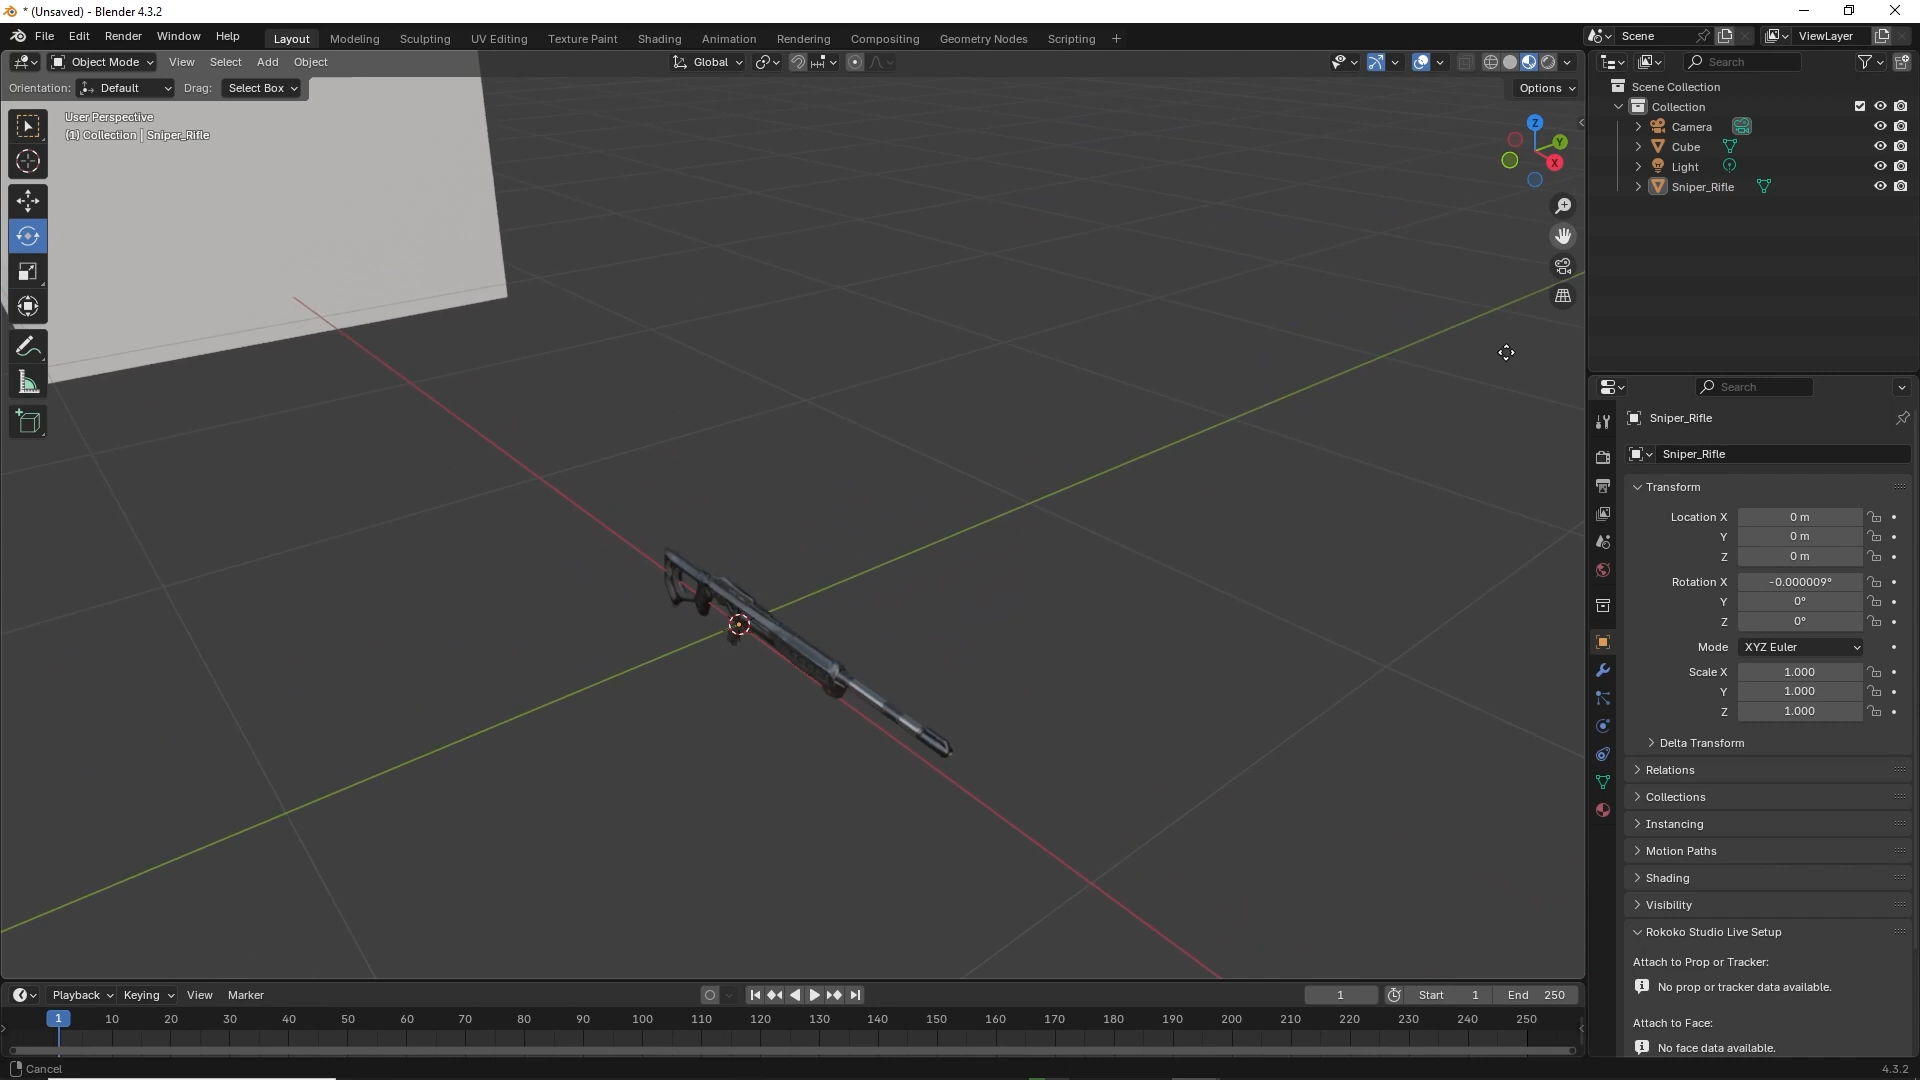 * (Unsaved) - Blender 4.3.2
File Edit Render Window Help
Layout Modeling Sculpting UV Editing Texture Paint Shading Animation Rendering Compositing Geometry Nodes Scripting +
Scene
ViewLayer
Object Mode View Select Add Object
Global
Orientation: Default Drag: Select Box
Options
User Perspective
(1) Collection | Sniper_Rifle
Z
Y
X
Search
Scene Collection
Collection
Camera
Cube
Light
Sniper_Rifle
Search
Sniper_Rifle
Sniper_Rifle
Transform
Location X 0 m
Y 0 m
Z 0 m
Rotation X -0.000009°
Y 0°
Z 0°
Mode XYZ Euler
Scale X 1.000
Y 1.000
Z 1.000
Delta Transform
Relations
Collections
Instancing
Motion Paths
Shading
Visibility
Rokoko Studio Live Setup
Attach to Prop or Tracker:
No prop or tracker data available.
Attach to Face:
No face data available.
Playback Keying View Marker
1 Start 1 End 250
1 10 20 30 40 50 60 70 80 90 100 110 120 130 140 150 160 170 180 190 200 210 220 230 240 250
Cancel
4.3.2